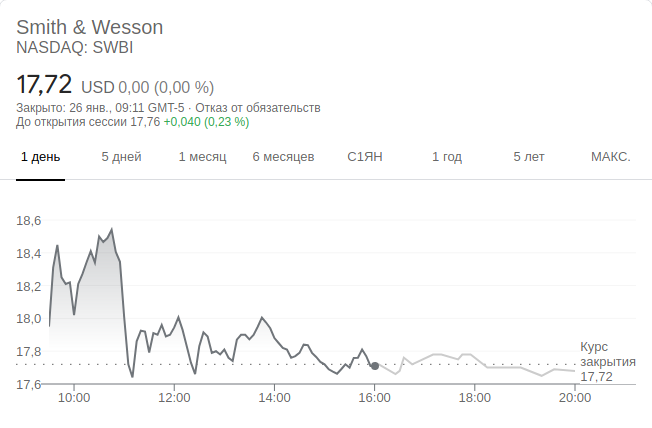 Smith & Wesson
NASDAQ: SWBI
17,72 USD 0,00 (0,00 %)
Закрыто: 26 янв., 09:11 GMT-5 · Отказ от обязательств
До открытия сессии 17,76 +0,040 (0,23 %)
1 день 5 дней 1 месяц 6 месяцев С1ЯН 1 год 5 лет МАКС.
18,6
18,4
18,2
18,0
17,8
17,6
Курс
закрытия
17,72
10:00 12:00 14:00 16:00 18:00 20:00